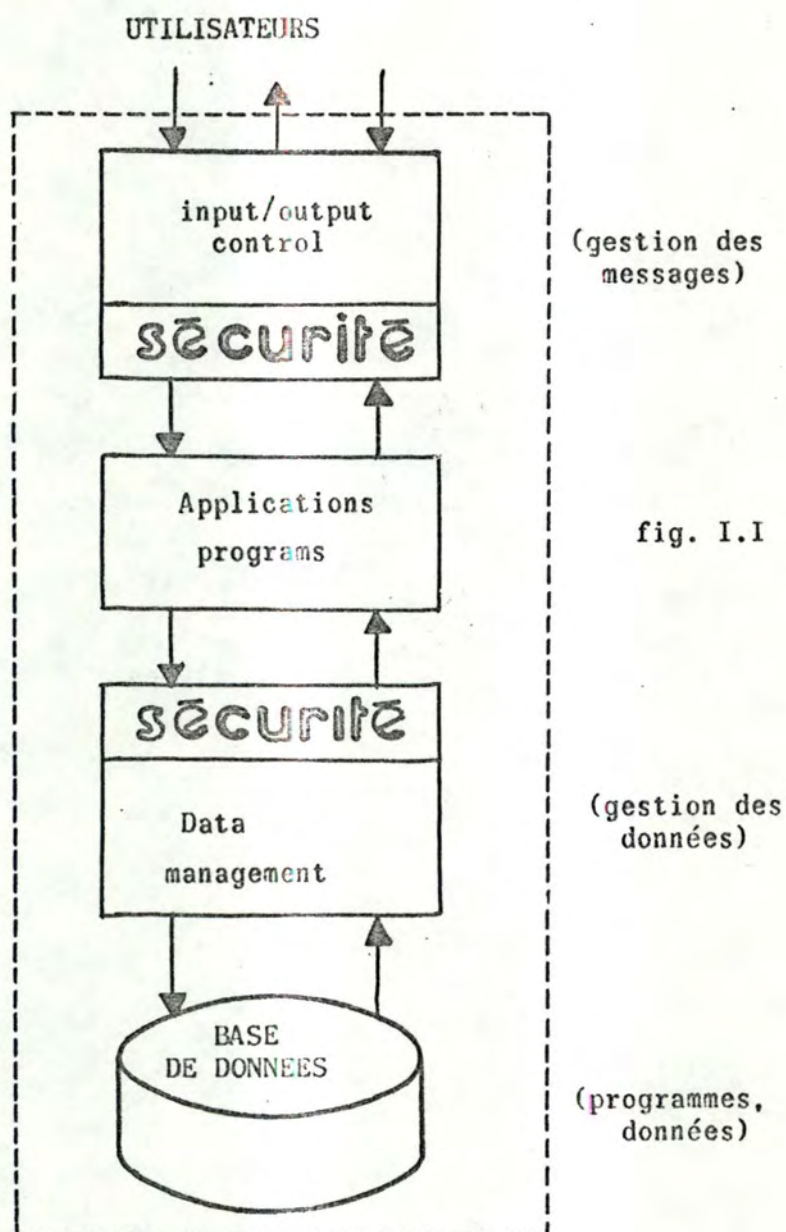 UTILISATEURS
input/output
control
(gestion des
messages)
sécurité
Applications
programs
fig. I.I
sécurité
Data
management
(gestion des
données)
BASE
DE DONNEES
(programmes,
données)